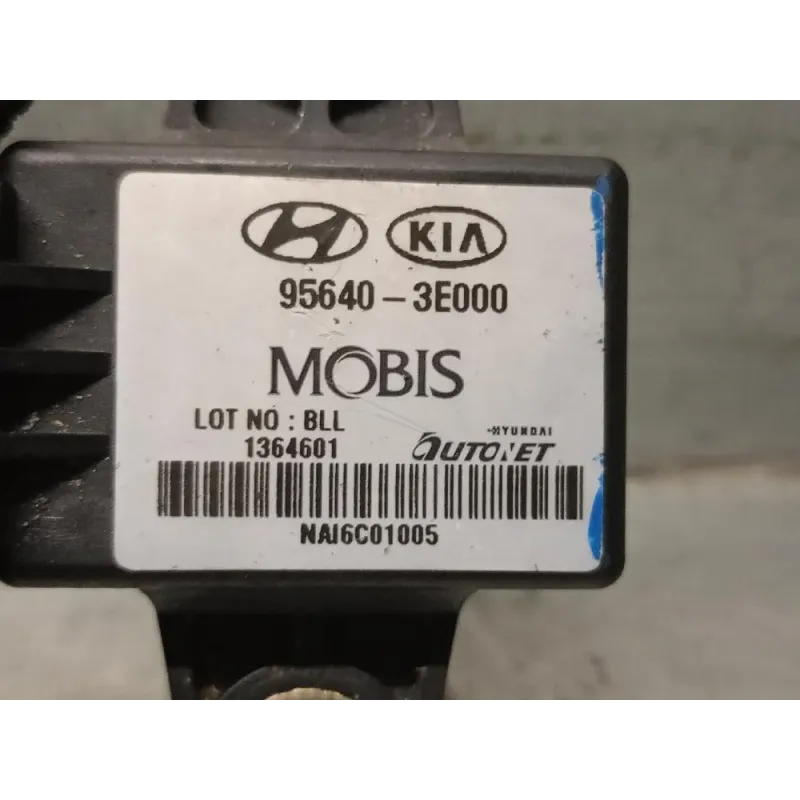 KIA
95640-3E000
MOBIS
LOT NO : BLL
1364601
HYUNDAI
AUTONET
NAI6C01005